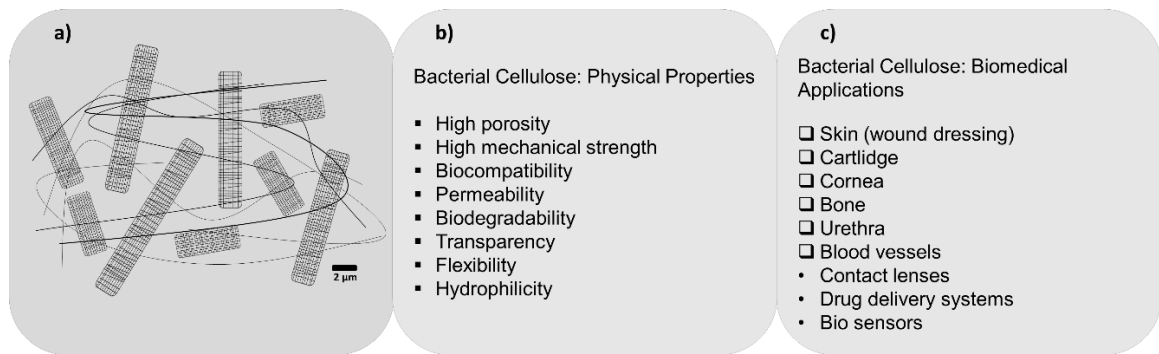 a)
2 µm
b)
Bacterial Cellulose: Physical Properties
▪ High porosity
▪ High mechanical strength
▪ Biocompatibility
▪ Permeability
▪ Biodegradability
▪ Transparency
▪ Flexibility
▪ Hydrophilicity
c)
Bacterial Cellulose: Biomedical
Applications
❑ Skin (wound dressing)
❑ Cartlidge
❑ Cornea
❑ Bone
❑ Urethra
❑ Blood vessels
• Contact lenses
• Drug delivery systems
• Bio sensors